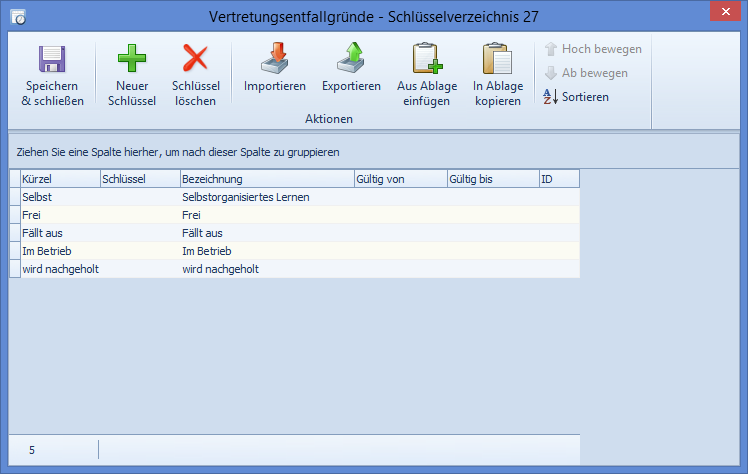 Vertretungsentfallgründe - Schlüsselverzeichnis 27
Speichern
& schließen
Neuer
Schlüssel
Schlüssel
löschen
Importieren
Exportieren
Aus Ablage
einfügen
In Ablage
kopieren
Hoch bewegen
Ab bewegen
Sortieren
Aktionen
Ziehen Sie eine Spalte hierher, um nach dieser Spalte zu gruppieren
Kürzel Schlüssel Bezeichnung Gültig von Gültig bis ID
Selbst Selbstorganisiertes Lernen
Frei Frei
Fällt aus Fällt aus
Im Betrieb Im Betrieb
wird nachgeholt wird nachgeholt
5